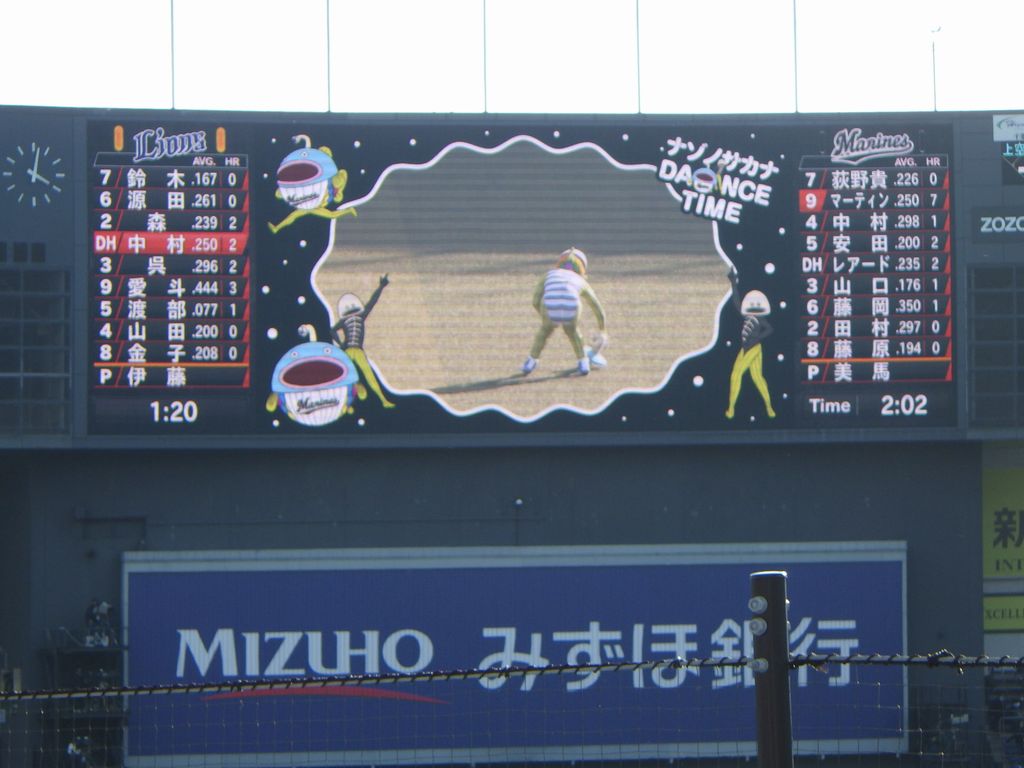 Lions
AVG. HR
7 鈴木 .167 0
6 源田 .261 0
2 森 .239 2
DH 中村 .250 2
3 呉 .296 2
9 愛斗 .444 3
5 渡部 .077 1
4 山田 .200 0
8 金子 .208 0
P 伊藤
1:20
ナゾノサカナ
DANCE
TIME
Marines
Marines
AVG. HR
7 荻野貴 .226 0
9 マーティン .250 7
4 中村 .298 1
5 安田 .200 2
DH レアード .235 2
3 山口 .176 1
6 藤岡 .350 1
2 田村 .297 0
8 藤原 .194 0
P 美馬
Time 2:02
上空
ZOZO
新
INT
XCELL
MIZUHO みずほ銀行